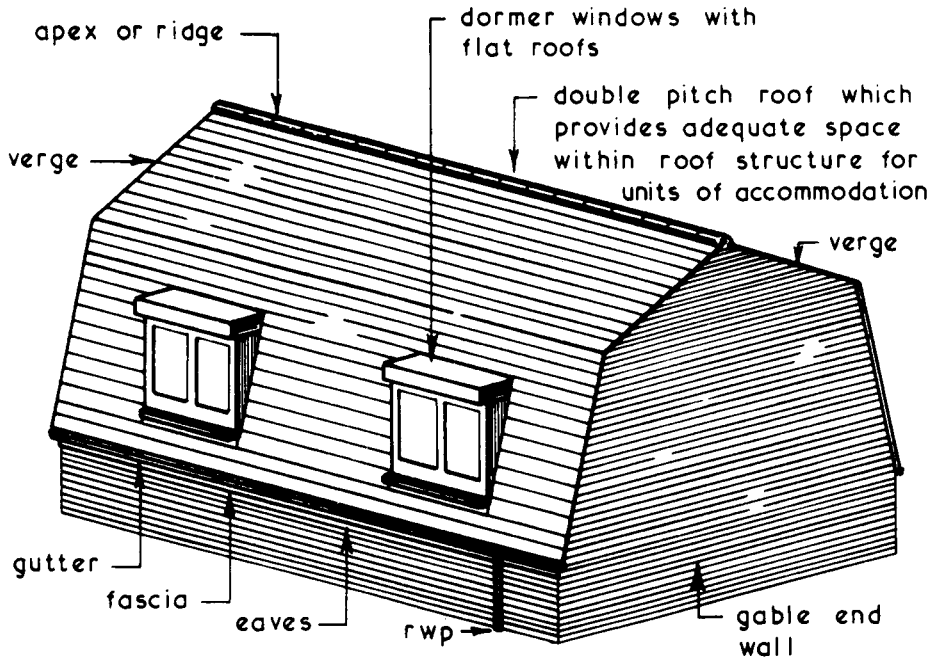 apex or ridge
dormer windows with
flat roofs
double pitch roof which
provides adequate space
within roof structure for
units of accommodation
verge
verge
gutter
fascia
eaves
rwp
gable end
wall